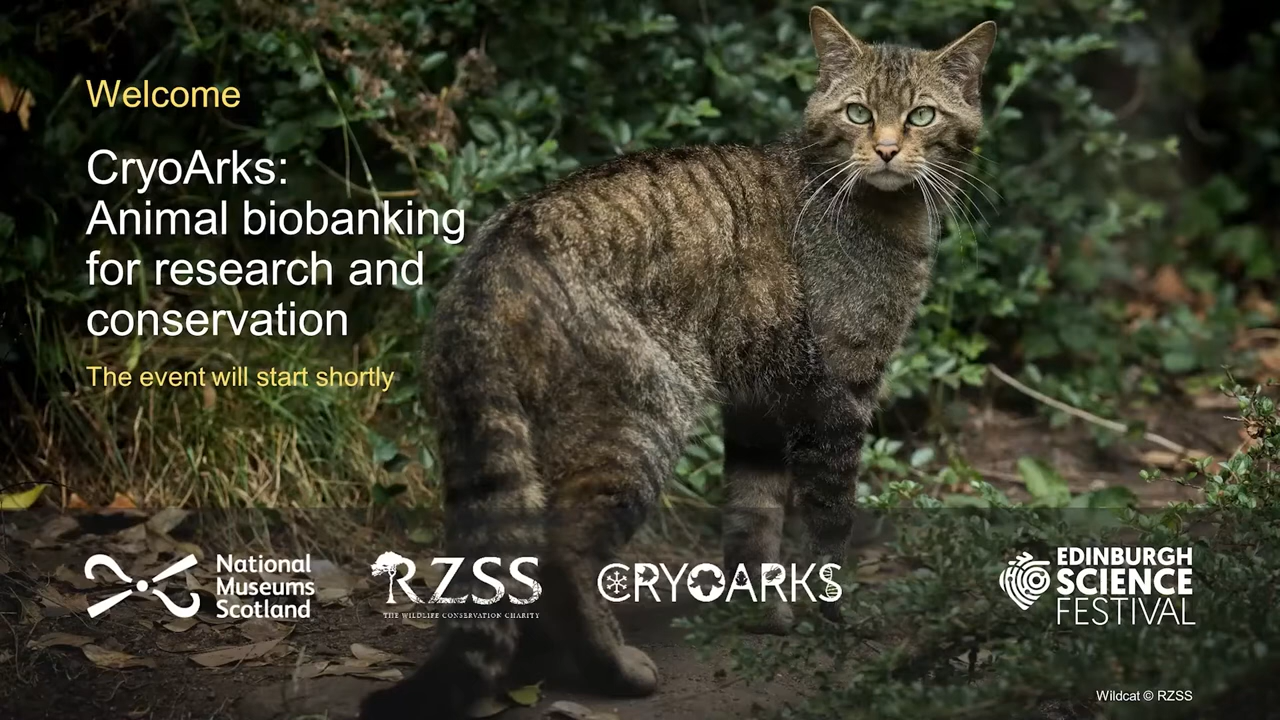 Welcome
CryoArks:
Animal biobanking
for research and
conservation
The event will start shortly
National
Museums
Scotland
RZSS
THE WILDLIFE CONSERVATION CHARITY
CRYOARKS
EDINBURGH
SCIENCE
FESTIVAL
Wildcat © RZSS